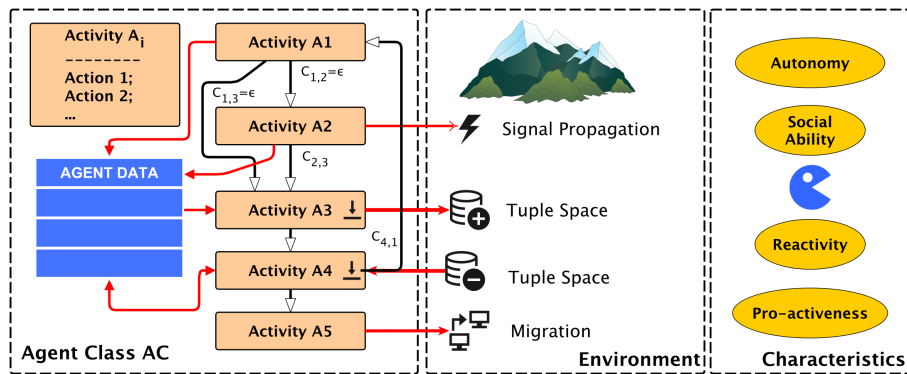 Activity Ai
_ _ _ _ _ _ _ _ _
Action 1;
Action 2;
...
AGENT DATA
Activity A1
C1,3=ϵ
C1,2=ϵ
Activity A2
C2,3
Activity A3
C4,1
Activity A4
Activity A5
Agent Class AC
Signal Propagation
Tuple Space
Tuple Space
Migration
Environment
Autonomy
Social
Ability
Reactivity
Pro-activeness
Characteristics